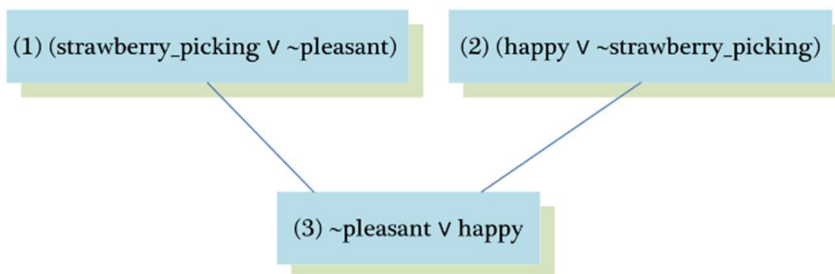 (1) (strawberry_picking ∨ ~pleasant)
(2) (happy ∨ ~strawberry_picking)
(3) ~pleasant ∨ happy